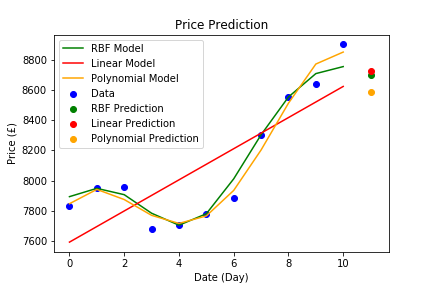 Price Prediction
RBF Model
Linear Model
Polynomial Model
Data
RBF Prediction
Linear Prediction
Polynomial Prediction
Price (£)
8800
8600
8400
8200
8000
7800
7600
0 2 4 6 8 10
Date (Day)